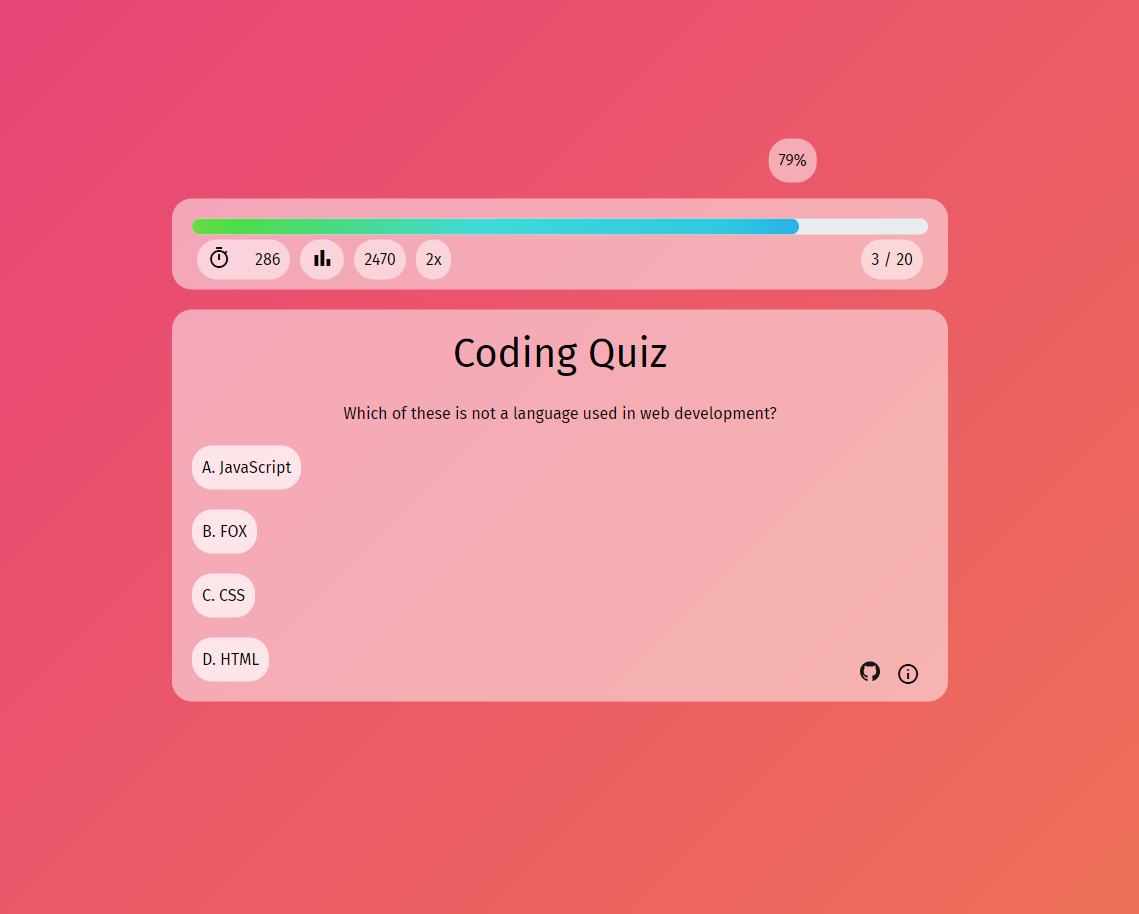 79%
286 2470 2x 3 / 20
Coding Quiz
Which of these is not a language used in web development?
A. JavaScript
B. FOX
C. CSS
D. HTML